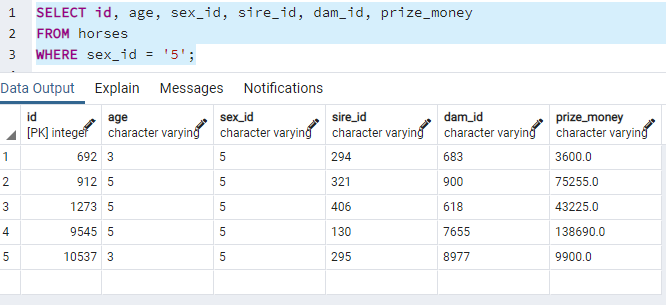 1 SELECT id, age, sex_id, sire_id, dam_id, prize_money
2 FROM horses
3 WHERE sex_id = '5';
Data Output Explain Messages Notifications
id age sex_id sire_id dam_id prize_money
[PK] integer character varying character varying character varying character varying character varying
1 692 3 5 294 683 3600.0
2 912 5 5 321 900 75255.0
3 1273 5 5 406 618 43225.0
4 9545 5 5 130 7655 138690.0
5 10537 3 5 295 8977 9900.0